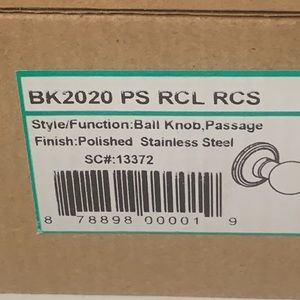 BK2020 PS RCL RCS
Style/Function:Ball Knob,Passage
Finish:Polished Stainless Steel
SC#:13372
8 78898 00001 9